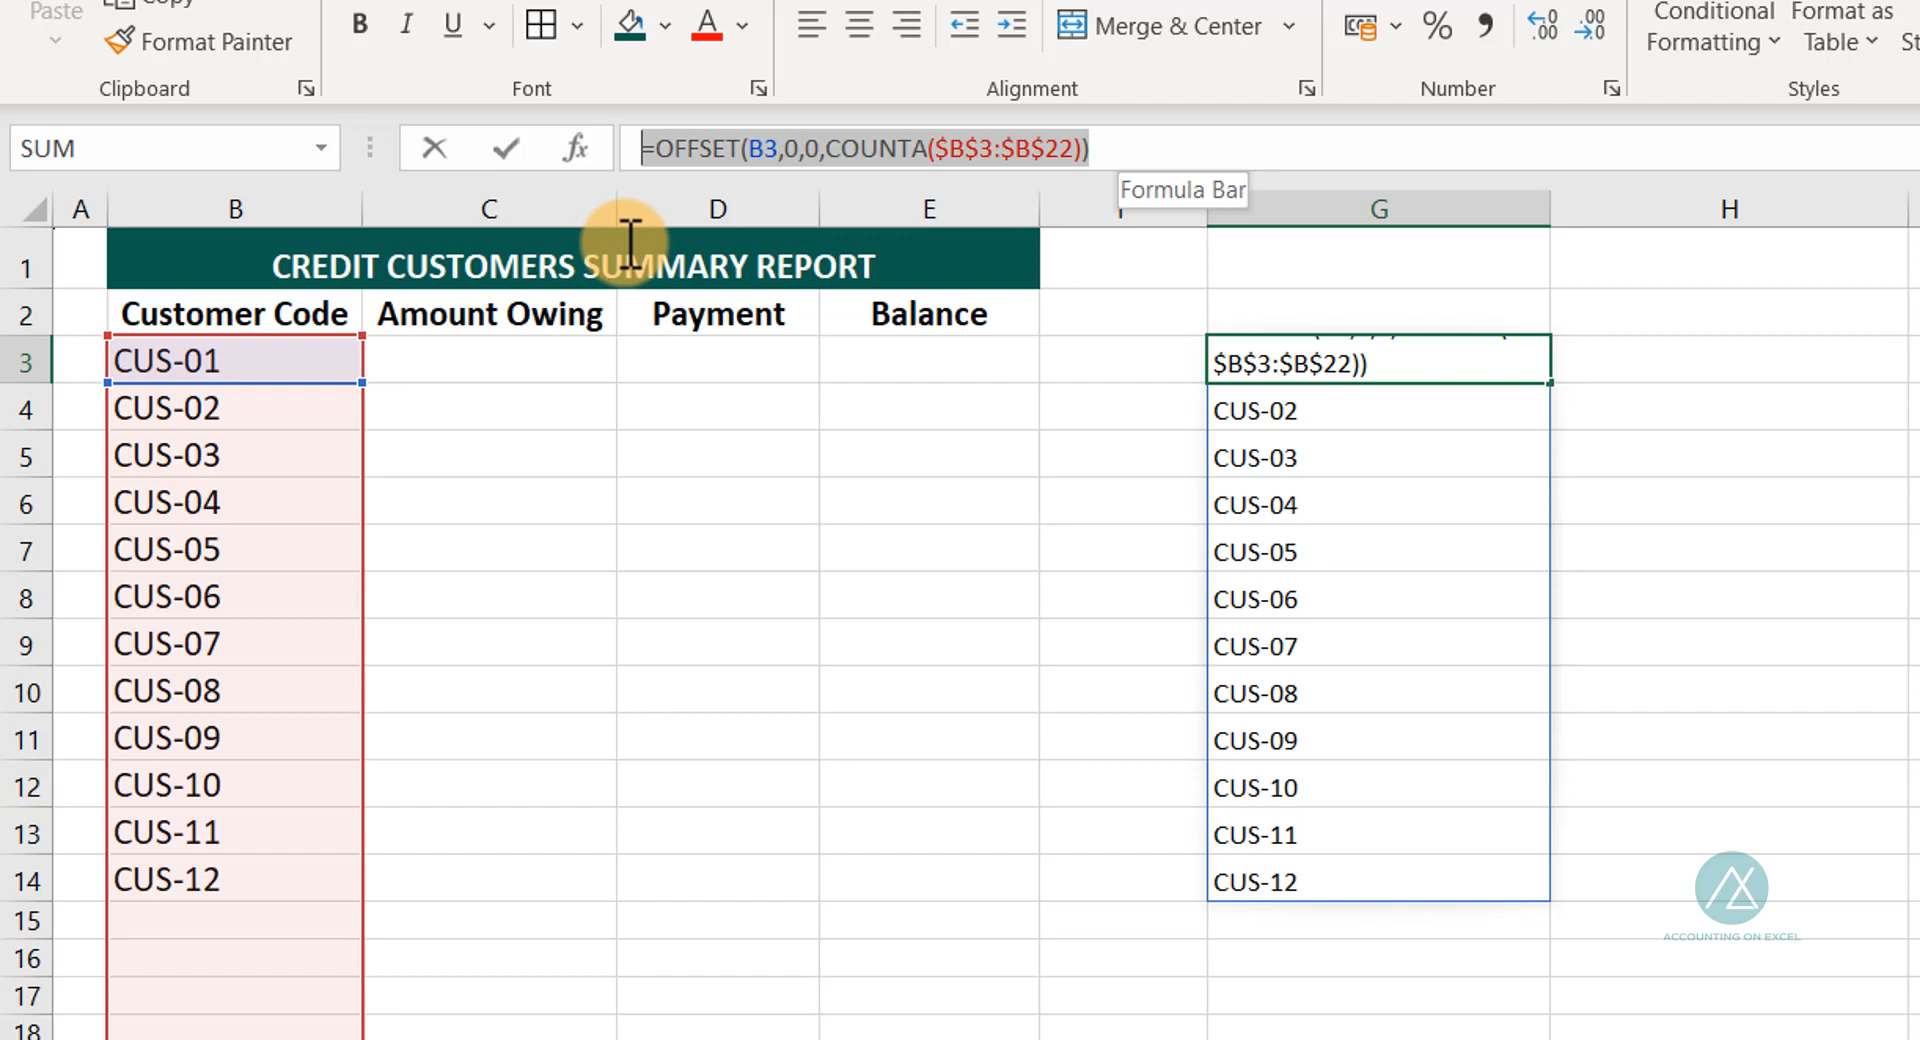 Paste
Copy
Format Painter
Clipboard
B I U
A
Font
Merge & Center
Alignment
% 9 .00 .00
Number
Conditional Formatting
Format as Table
Styles
SUM
fx
=OFFSET(B3,0,0,COUNTA($B$3:$B$22))
Formula Bar
A B C D E G H
1 CREDIT CUSTOMERS SUMMARY REPORT
2 Customer Code Amount Owing Payment Balance
3 CUS-01 $B$3:$B$22))
4 CUS-02 CUS-02
5 CUS-03 CUS-03
6 CUS-04 CUS-04
7 CUS-05 CUS-05
8 CUS-06 CUS-06
9 CUS-07 CUS-07
10 CUS-08 CUS-08
11 CUS-09 CUS-09
12 CUS-10 CUS-10
13 CUS-11 CUS-11
14 CUS-12 CUS-12
15
ACCOUNTING ON EXCEL
16
17
18